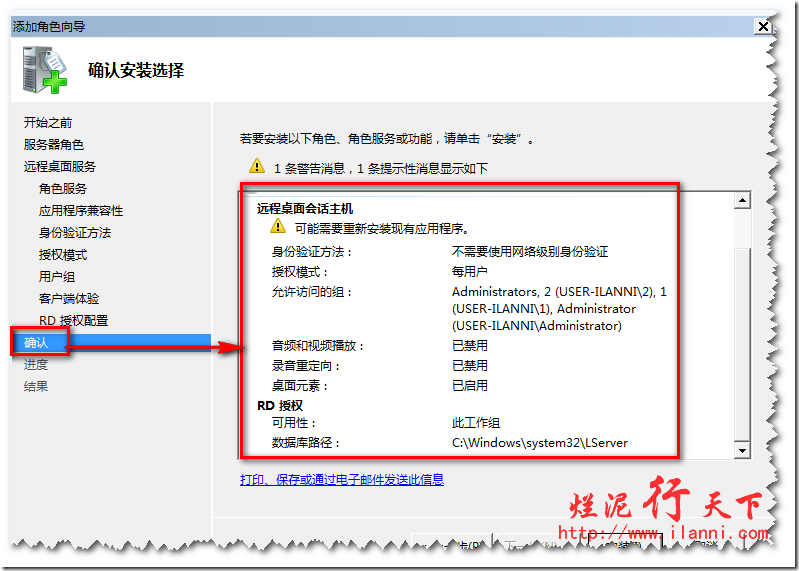 添加角色向导
确认安装选择
开始之前
服务器角色
远程桌面服务
角色服务
应用程序兼容性
身份验证方法
授权模式
用户组
客户端体验
RD 授权配置
确认
进度
结果
若要安装以下角色、角色服务或功能，请单击“安装”。
1 条警告消息，1 条提示性消息显示如下
远程桌面会话主机
可能需要重新安装现有应用程序。
身份验证方法： 不需要使用网络级别身份验证
授权模式： 每用户
允许访问的组： Administrators, 2 (USER-ILANNI\2), 1
(USER-ILANNI\1), Administrator
(USER-ILANNI\Administrator)
音频和视频播放： 已禁用
录音重定向： 已禁用
桌面元素： 已启用
RD 授权
可用性： 此工作组
数据库路径： C:\Windows\system32\LServer
打印、保存或通过电子邮件发送此信息
烂泥行天下
http://www.ilanni.com